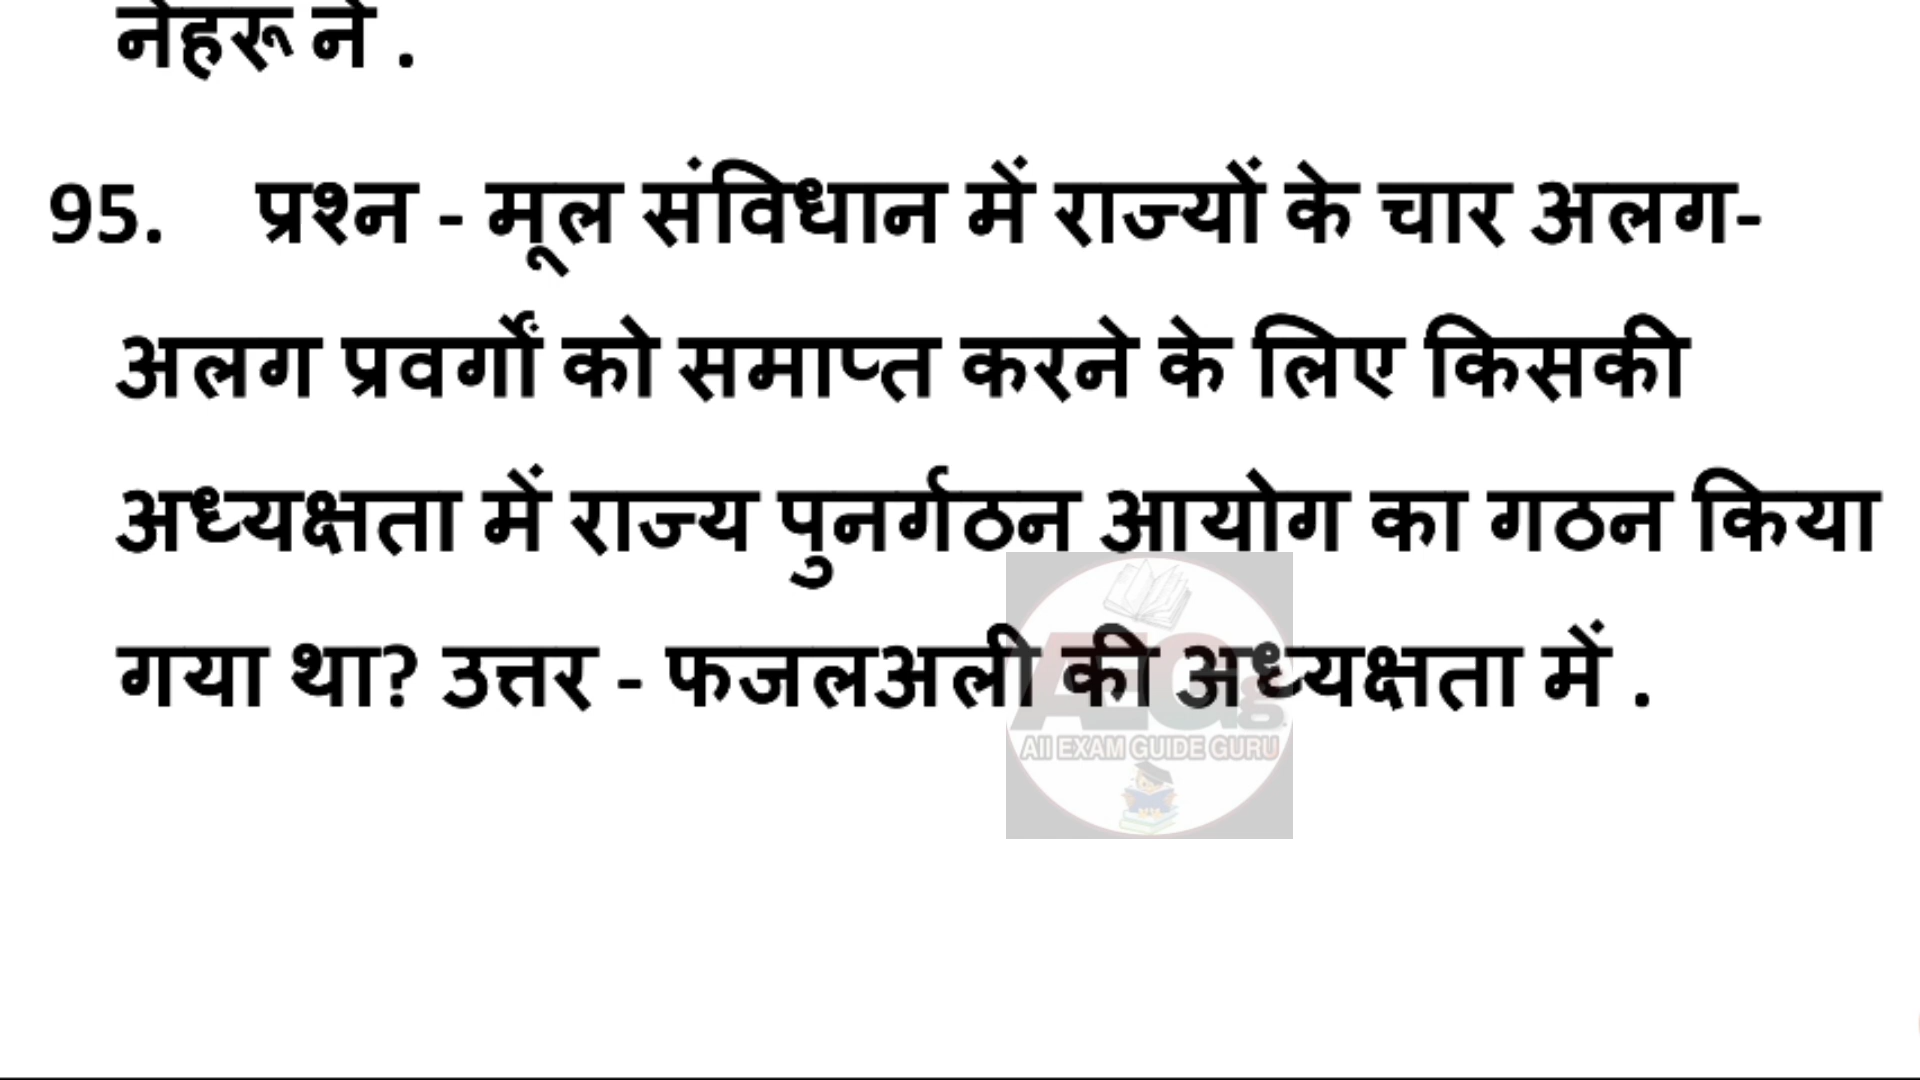 नेहरू ने .
95. प्रश्न - मूल संविधान में राज्यों के चार अलग-
अलग प्रवर्गों को समाप्त करने के लिए किसकी
अध्यक्षता में राज्य पुनर्गठन आयोग का गठन किया
गया था? उत्तर - फजलअली की अध्यक्षता में .
AEGg
All EXAM GUIDE GURU